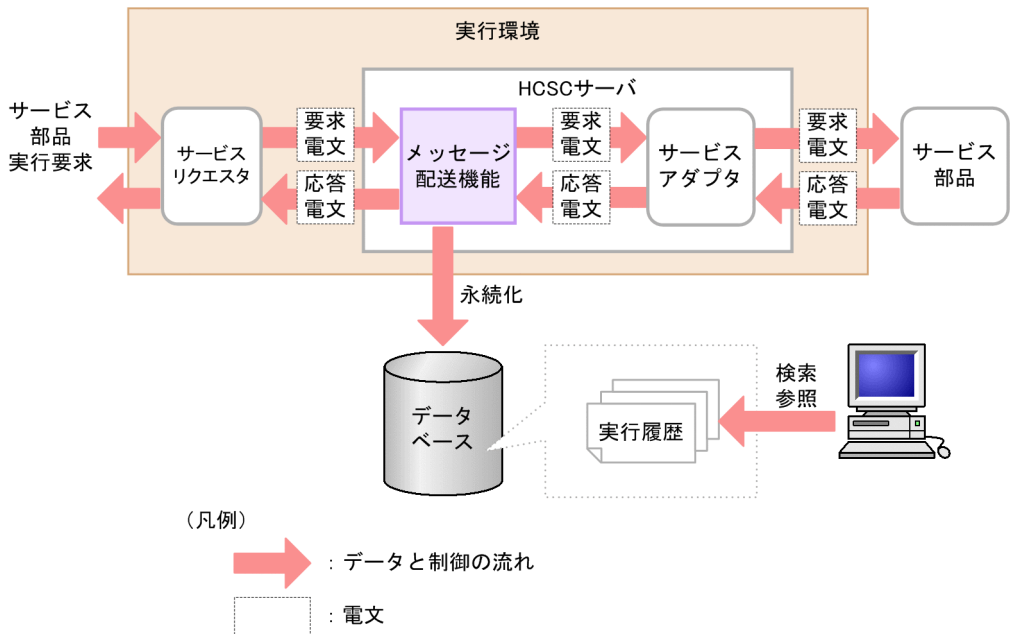 実行環境
HCSCサーバ
サービス
部品
実行要求
サービス
リクエスタ
要求
電文
応答
電文
メッセージ
配送機能
要求
電文
応答
電文
サービス
アダプタ
要求
電文
応答
電文
サービス
部品
永続化
データ
ベース
実行履歴
検索
参照
（凡例）
：データと制御の流れ
：電文